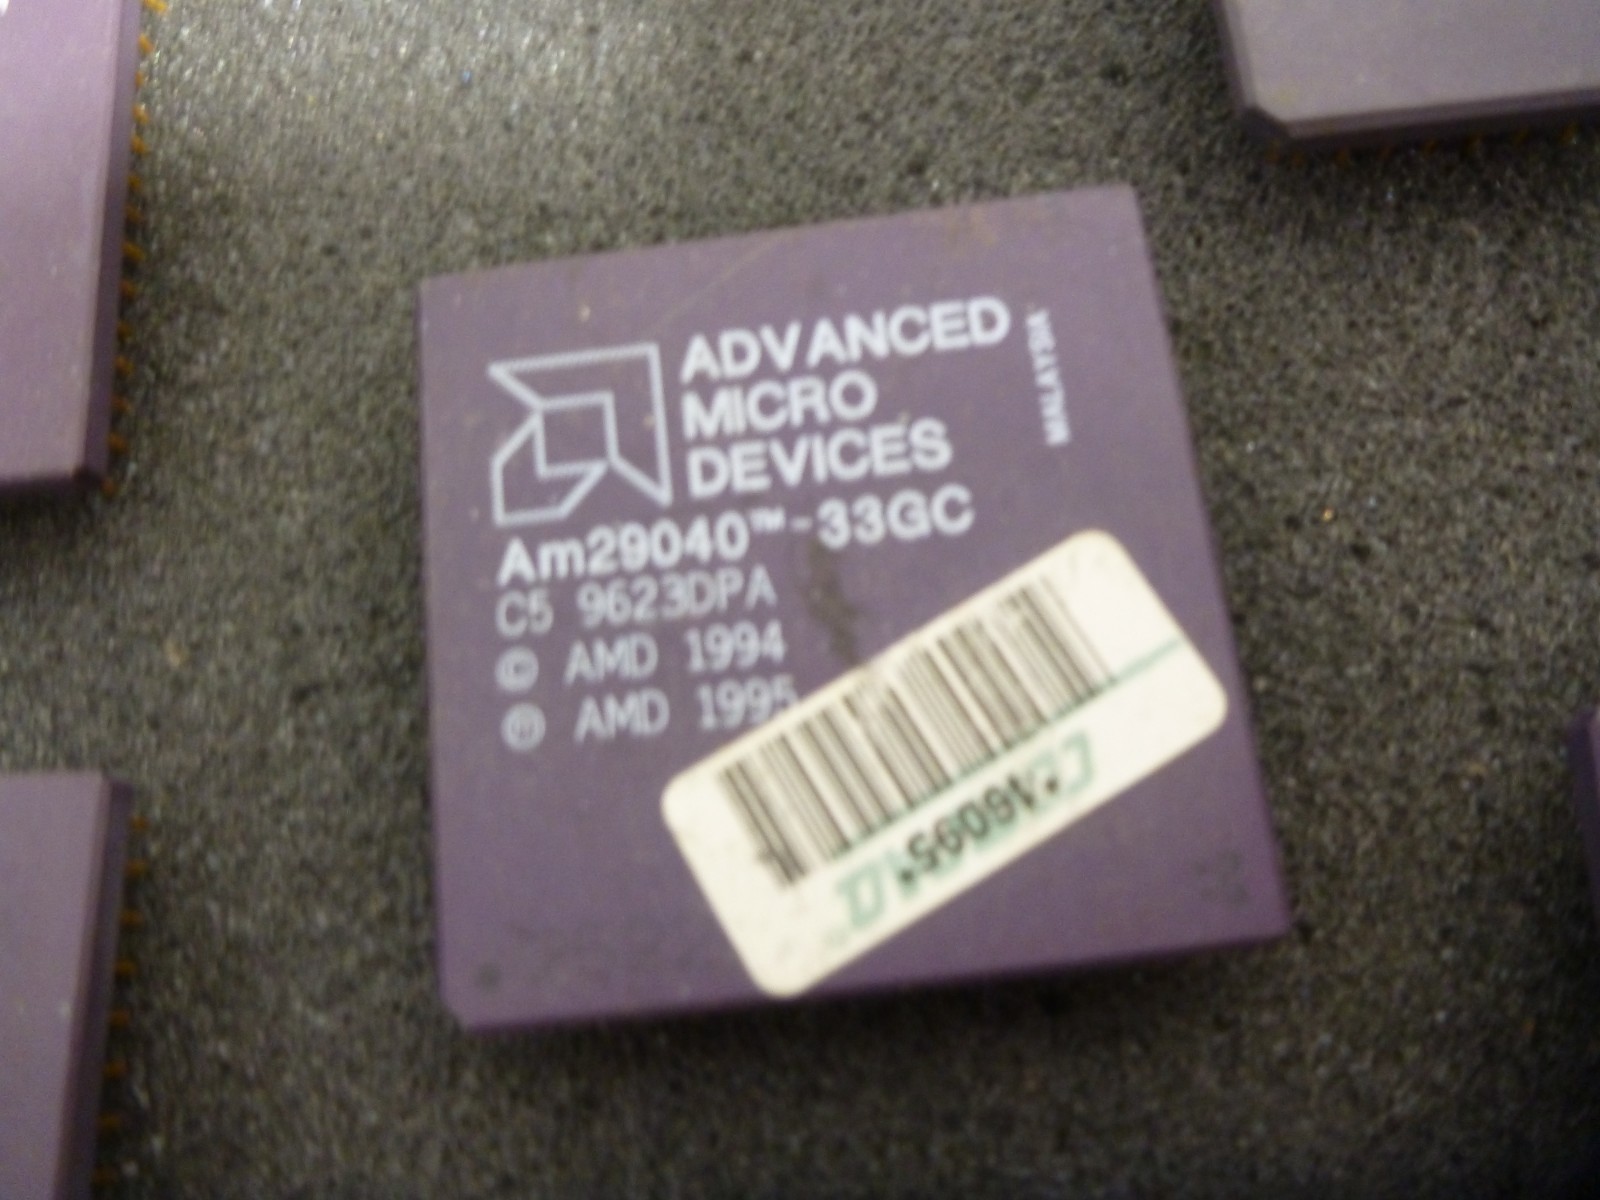 ADVANCED
MICRO
DEVICES
MALAYSIA
Am29040™-33GC
C5 9623DPA
© AMD 1994
Ⓜ AMD 1995